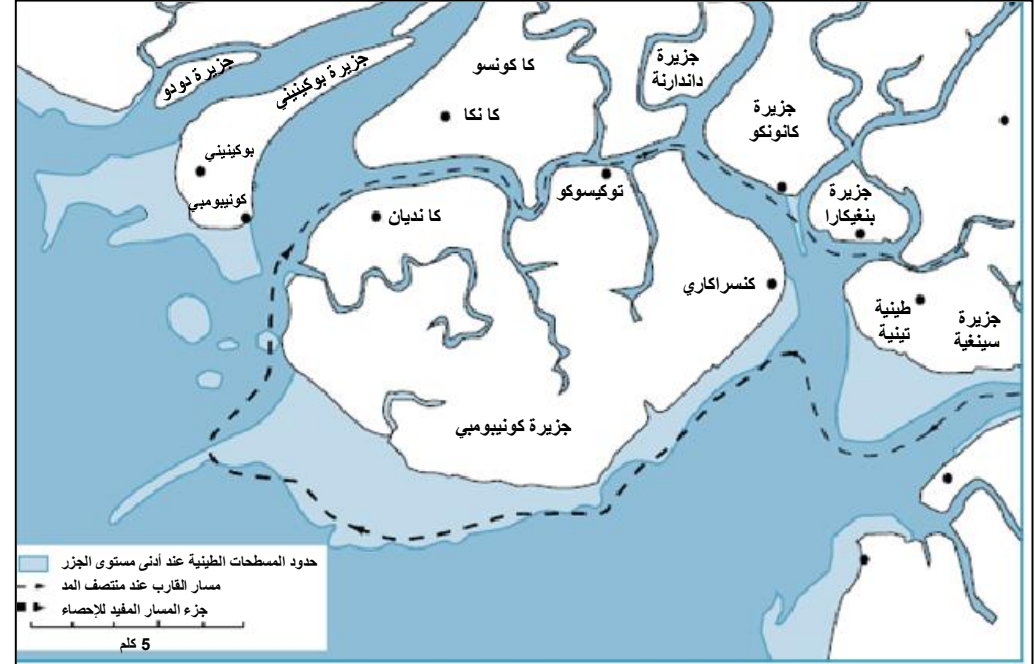 جزيرة دودو
جزيرة بوكينيني
كا كونسو
كا نكا
جزيرة
داندارنة
جزيرة
كانونكو
بوكينيني
كونيبومبي
كا نديان
توكيسوكو
جزيرة
بنغيكارا
كنسراكاري
طينية
تينية
جزيرة
سينغية
جزيرة كونيبومبي
حدود المسطحات الطينية عند أدنى مستوى الجزر
مسار القارب عند منتصف المد
جزء المسار المفيد للإحصاء
5 كلم